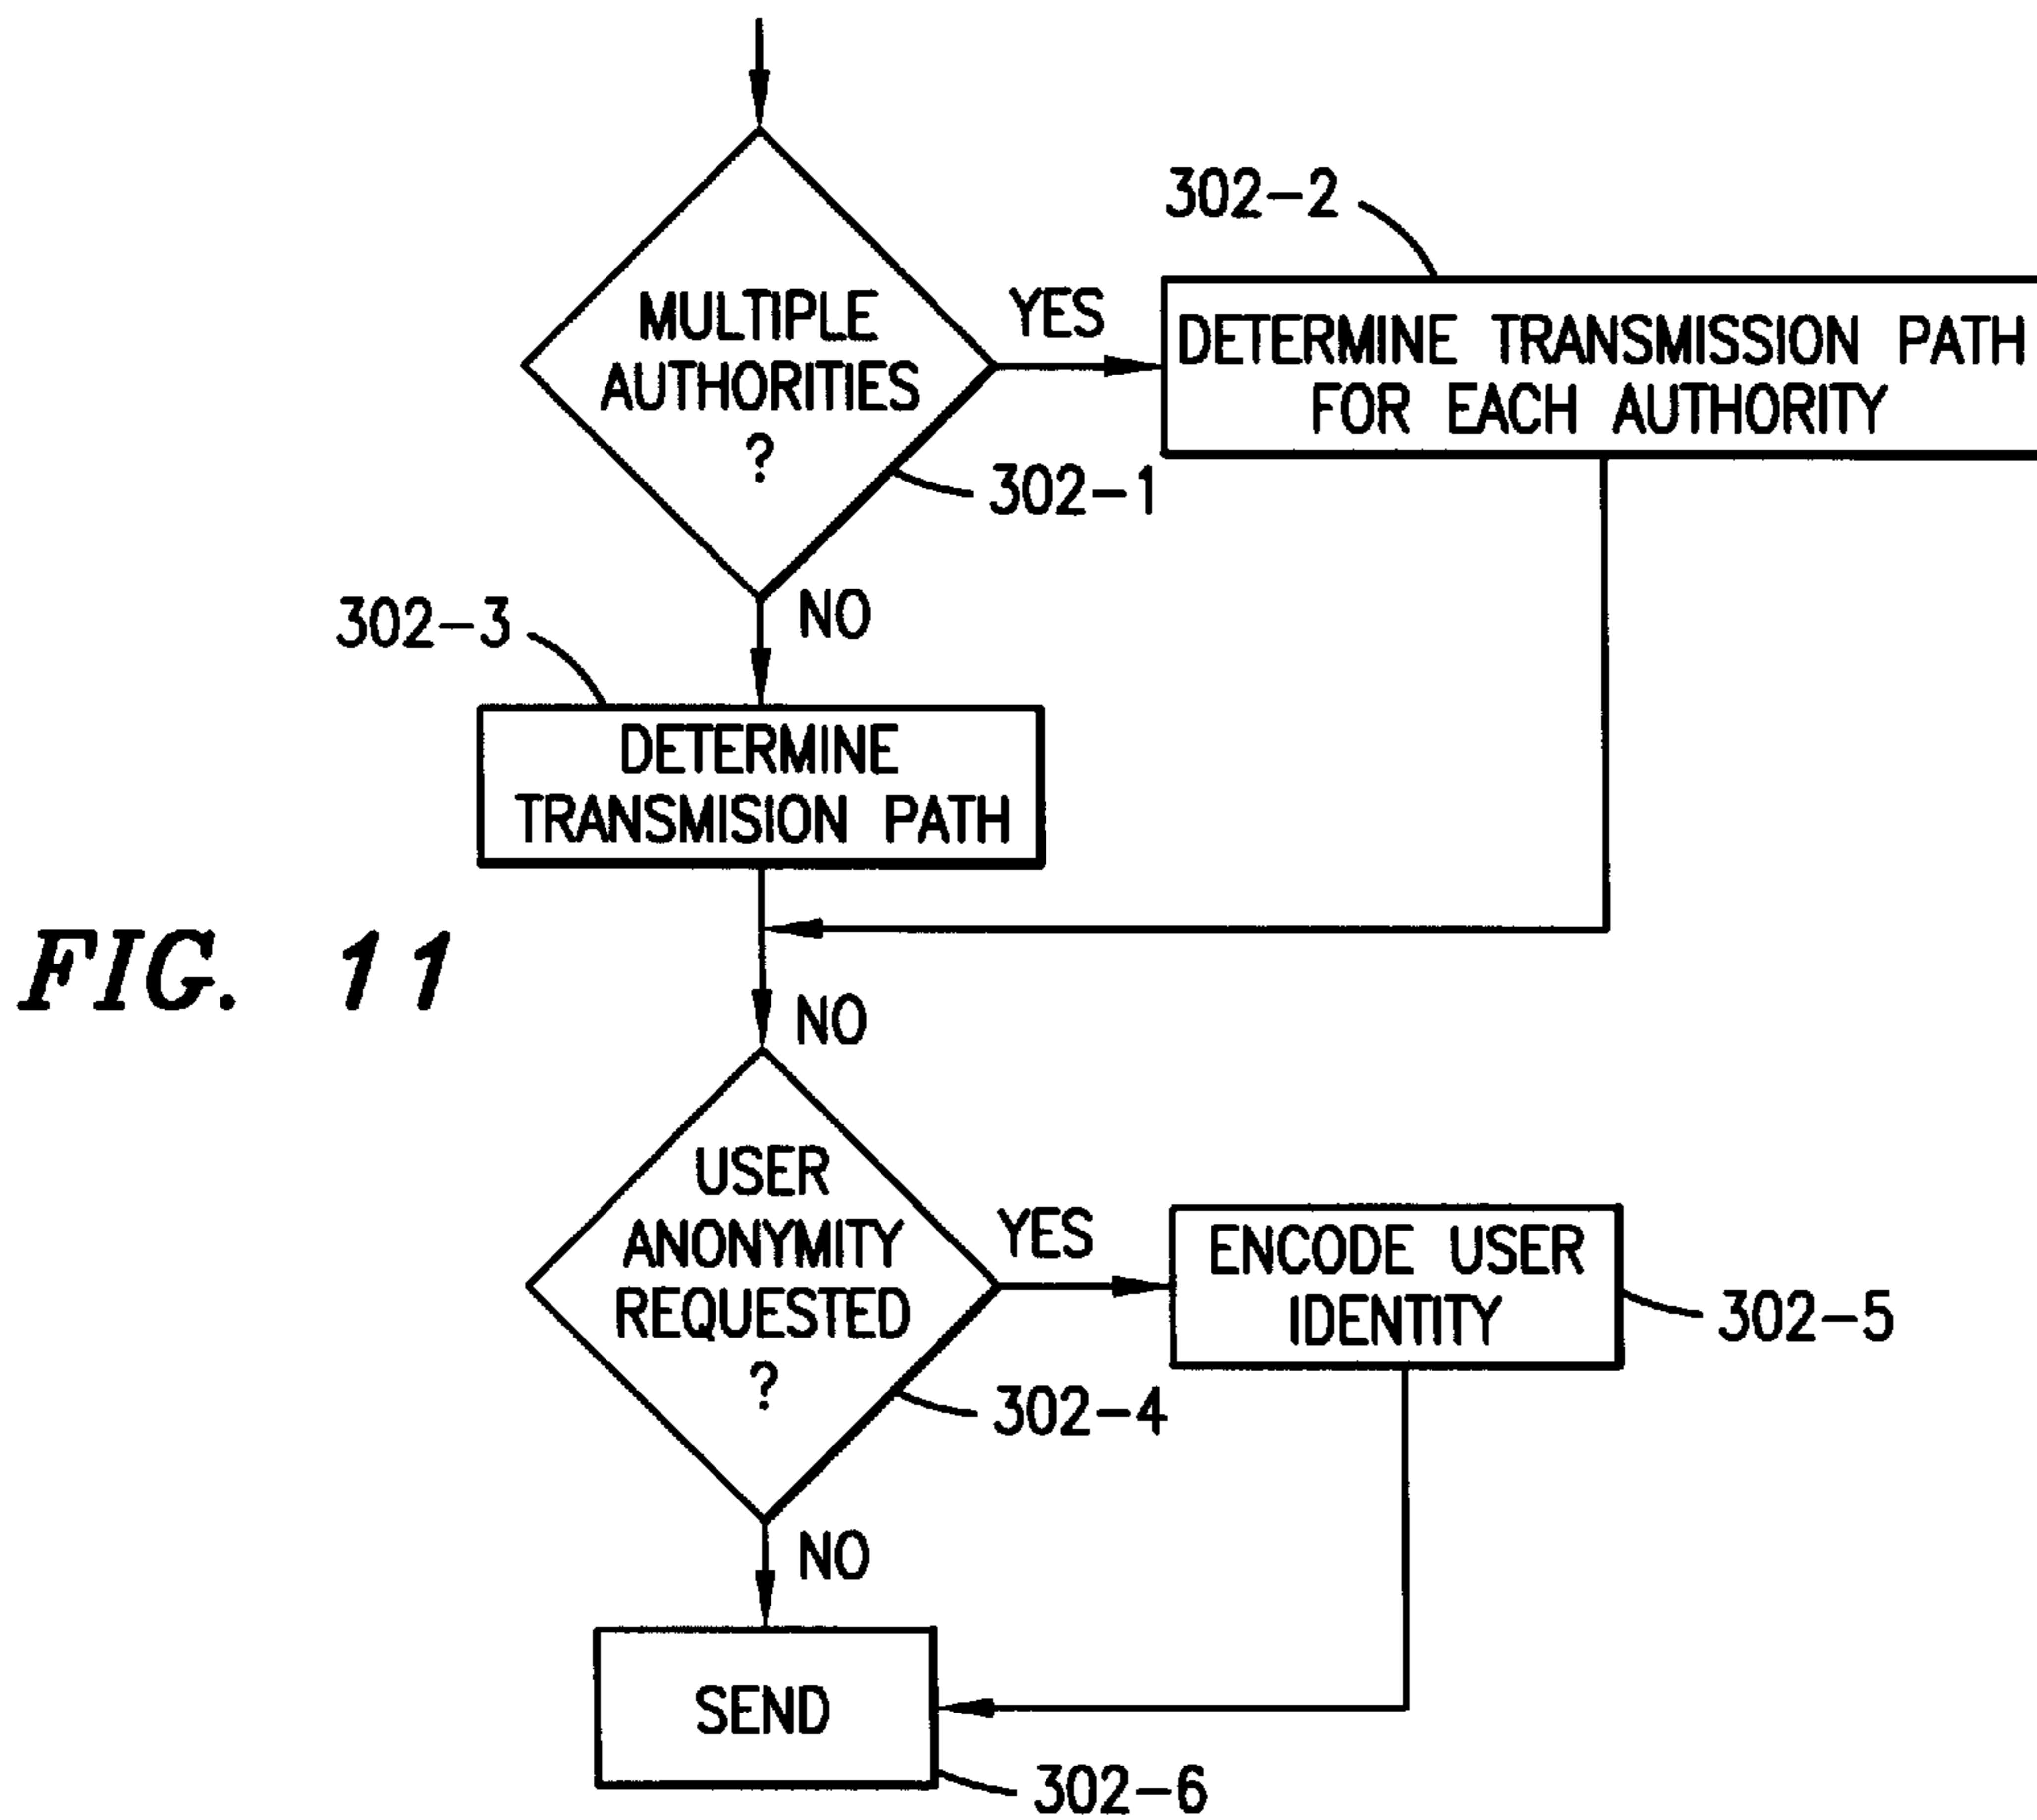 302-2
MULTIPLE
AUTHORITIES
?
YES
DETERMINE TRANSMISSION PATH
FOR EACH AUTHORITY
302-1
NO
302-3
DETERMINE
TRANSMISION PATH
FIG. 11
NO
USER
ANONYMITY
REQUESTED
?
YES
ENCODE USER
IDENTITY
302-5
302-4
NO
SEND
302-6